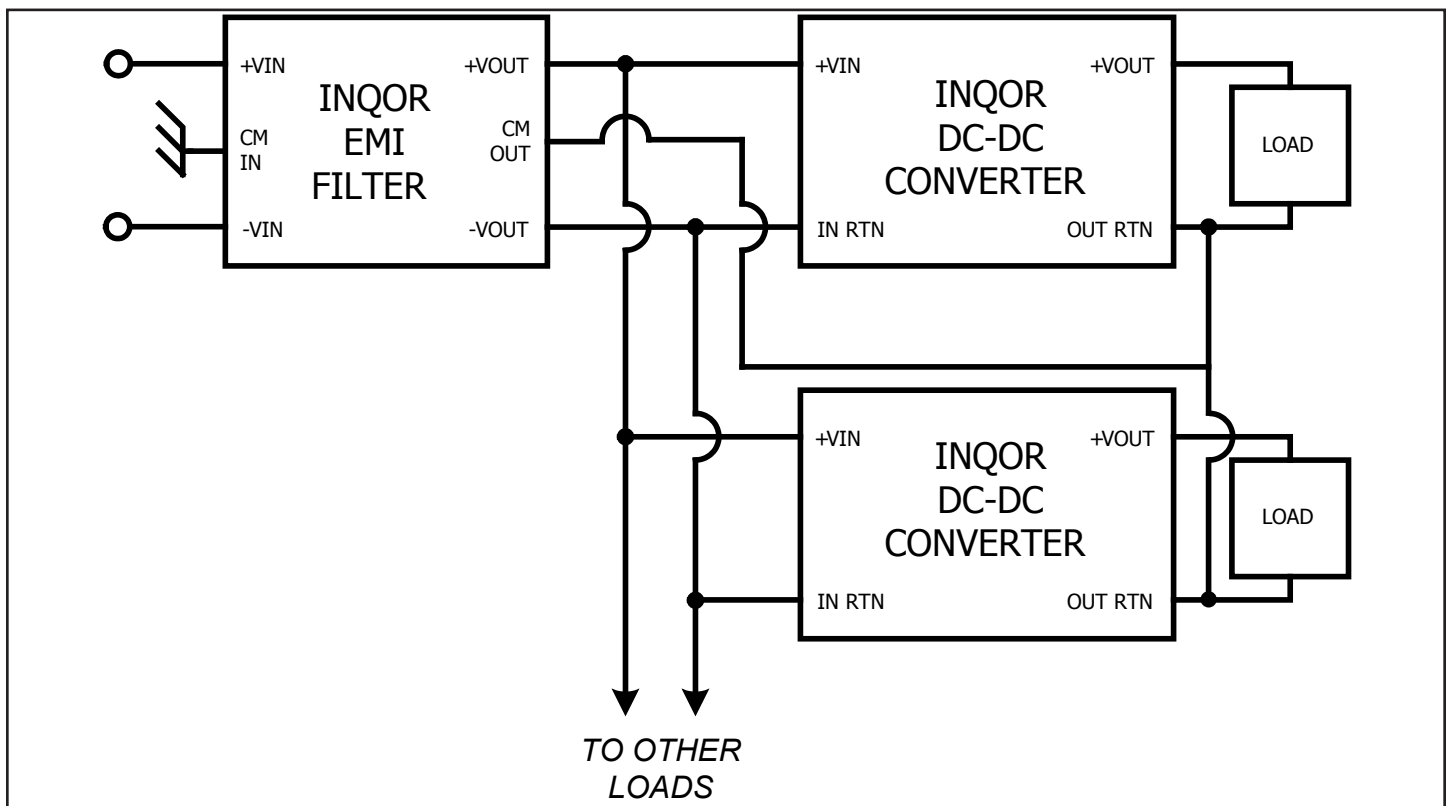 +VIN
CM
IN
-VIN
INQOR
EMI
FILTER
+VOUT
CM
OUT
-VOUT
+VIN
IN RTN
INQOR
DC-DC
CONVERTER
+VOUT
OUT RTN
LOAD
+VIN
IN RTN
INQOR
DC-DC
CONVERTER
+VOUT
OUT RTN
LOAD
TO OTHER
LOADS